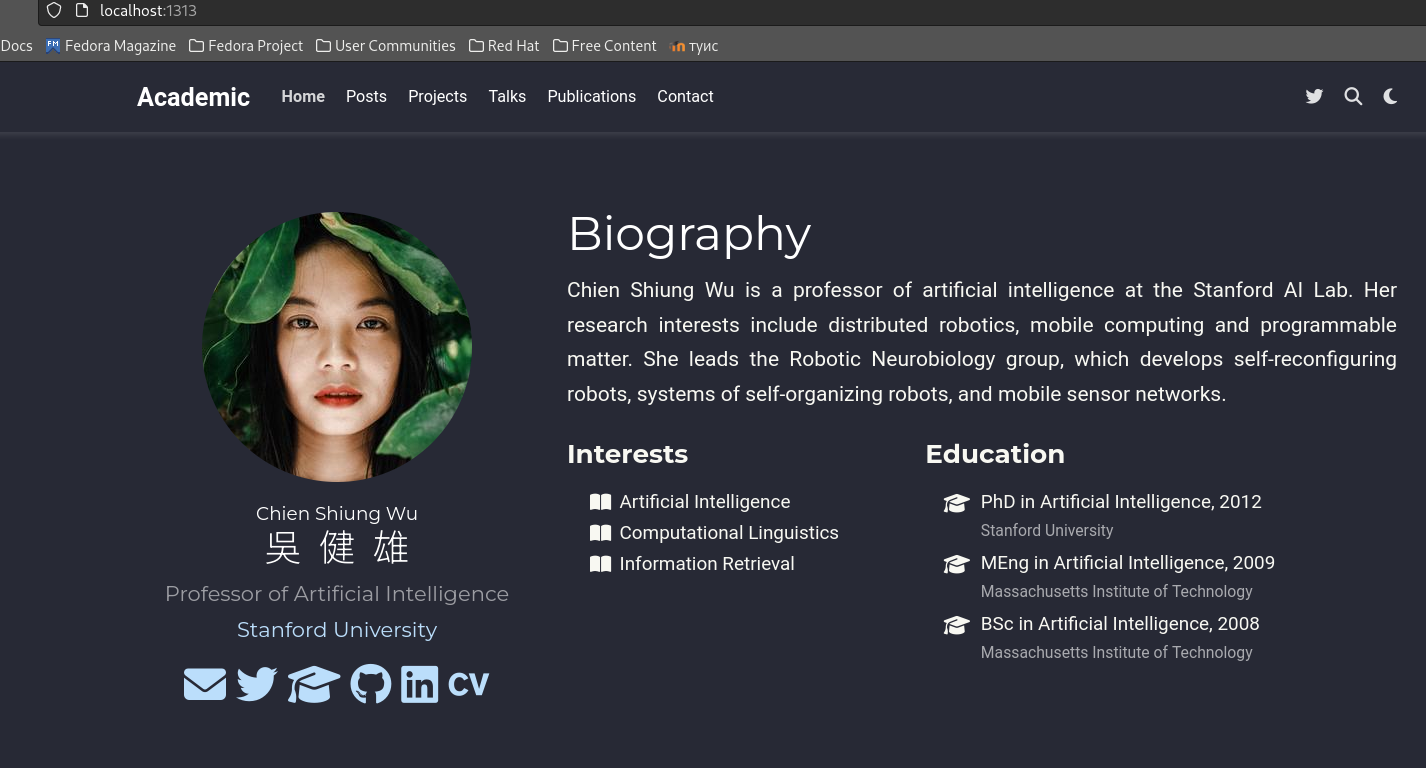 localhost:1313
Docs Fedora Magazine Fedora Project User Communities Red Hat Free Content туис
Academic Home Posts Projects Talks Publications Contact
Biography
Chien Shiung Wu is a professor of artificial intelligence at the Stanford AI Lab. Her
research interests include distributed robotics, mobile computing and programmable
matter. She leads the Robotic Neurobiology group, which develops self-reconfiguring
robots, systems of self-organizing robots, and mobile sensor networks.
Chien Shiung Wu
吳健雄
Professor of Artificial Intelligence
Stanford University
CV
Interests
Artificial Intelligence
Computational Linguistics
Information Retrieval
Education
PhD in Artificial Intelligence, 2012
Stanford University
MEng in Artificial Intelligence, 2009
Massachusetts Institute of Technology
BSc in Artificial Intelligence, 2008
Massachusetts Institute of Technology